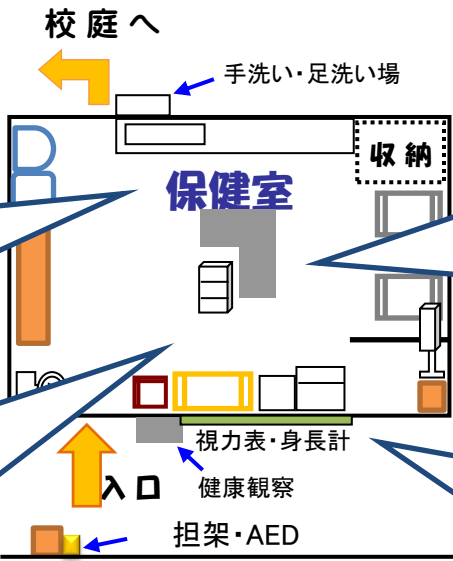 校庭へ
手洗い・足洗い場
収納
保健室
視力表・身長計
入口
健康観察
担架・AED